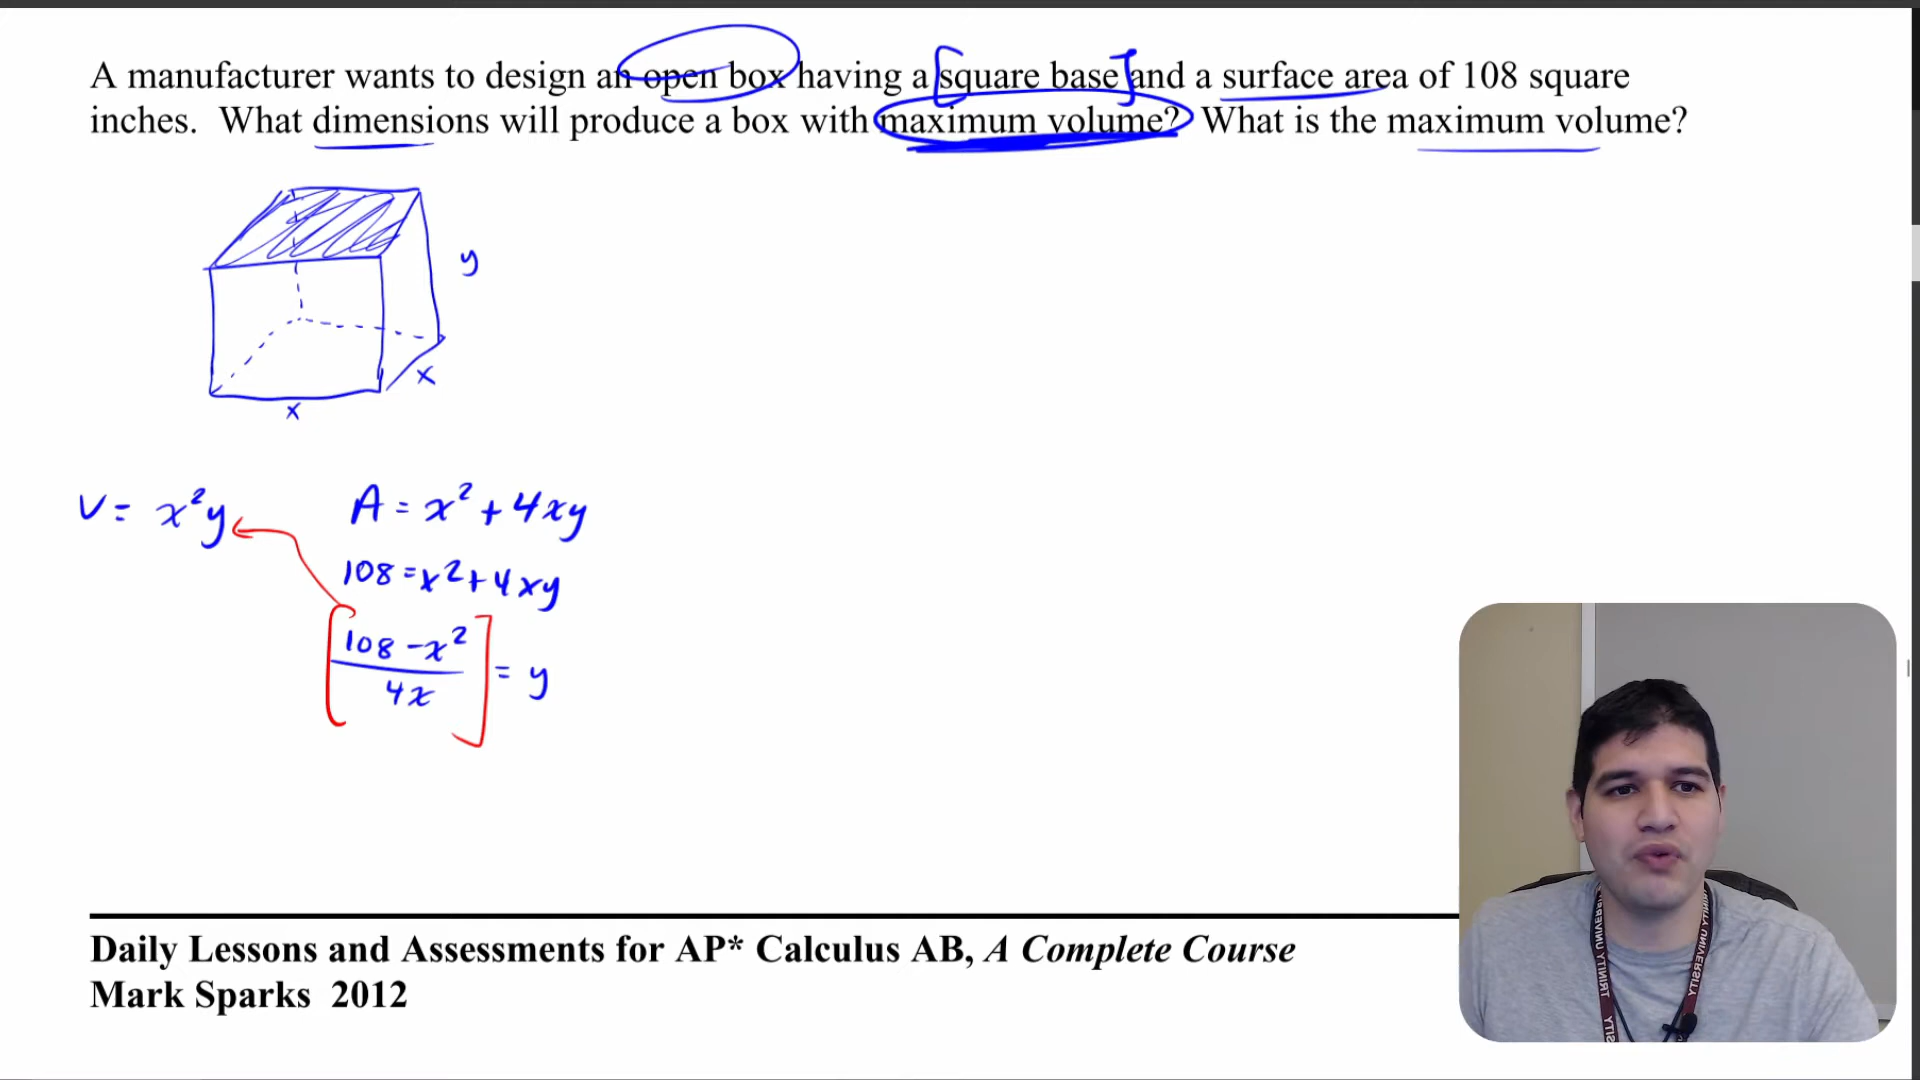 A manufacturer wants to design an open box having a [square base] and a surface area of 108 square
inches. What dimensions will produce a box with maximum volume? What is the maximum volume?
y
x
x
V = x²y
A = x² + 4xy
108 = x² + 4xy
[108 - x² / 4x] = y
Daily Lessons and Assessments for AP* Calculus AB, A Complete Course
Mark Sparks 2012
TRINITY UNIVERSITY